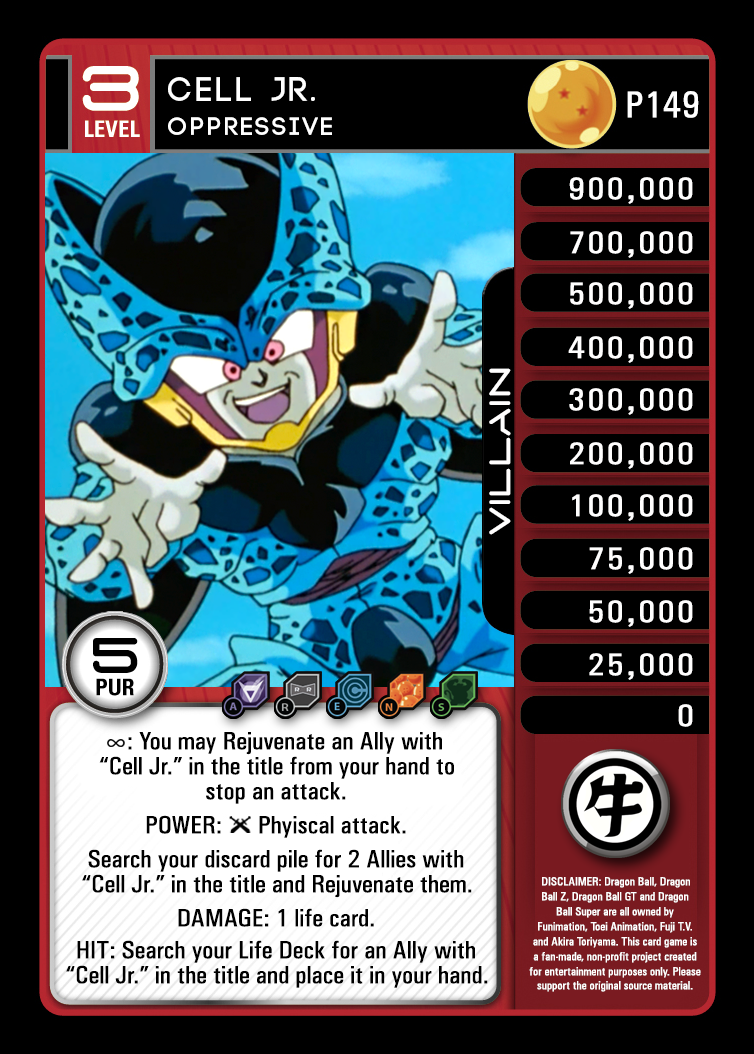 3
LEVEL
CELL JR.
OPPRESSIVE
P149
900,000
700,000
500,000
400,000
300,000
200,000
100,000
75,000
50,000
25,000
0
VILLAIN
5
PUR
A R E N S
∞: You may Rejuvenate an Ally with
“Cell Jr.” in the title from your hand to
stop an attack.
POWER: Phyiscal attack.
Search your discard pile for 2 Allies with
“Cell Jr.” in the title and Rejuvenate them.
DAMAGE: 1 life card.
HIT: Search your Life Deck for an Ally with
“Cell Jr.” in the title and place it in your hand.
牛
DISCLAIMER: Dragon Ball, Dragon
Ball Z, Dragon Ball GT and Dragon
Ball Super are all owned by
Funimation, Toei Animation, Fuji T.V.
and Akira Toriyama. This card game is
a fan-made, non-profit project created
for entertainment purposes only. Please
support the original source material.